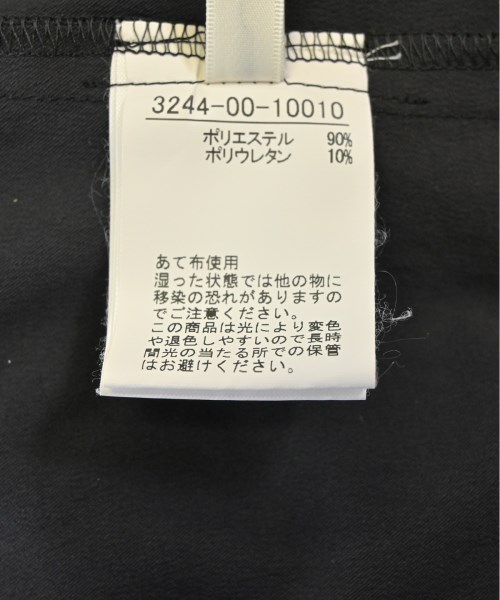 3244-00-10010
ポリエステル 90%
ポリウレタン 10%
あて布使用
湿った状態では他の物に
移染の恐れがありますの
でご注意ください。
この商品は光により変色
や退色しやすいので長時
間光の当たる所での保管
はお避けください。